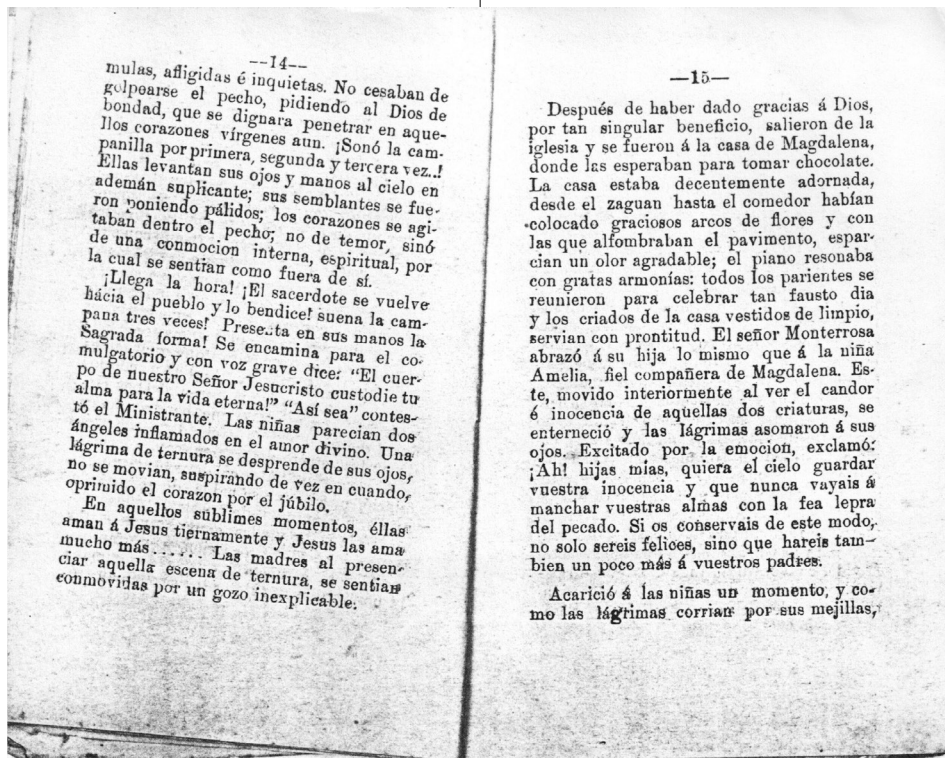 --14--
mulas, afligidas é inquietas. No cesaban de
golpearse el pecho, pidiendo al Dios de
bondad, que se dignara penetrar en aque-
llos corazones vírgenes aun. ¡Sonó la cam-
panilla por primera, segunda y tercera vez..!
Ellas levantan sus ojos y manos al cielo en
ademán suplicante; sus semblantes se fue-
ron poniendo pálidos; los corazones se agi-
taban dentro el pecho; no de temor, sinó
de una conmocion interna, espiritual, por
la cual se sentian como fuera de sí.
¡Llega la hora! ¡El sacerdote se vuelve
hácia el pueblo y lo bendice! suena la cam-
pana tres veces! Presenta en sus manos la
Sagrada forma! Se encamina para el co-
mulgatorio y con voz grave dice: "El cuer-
po de nuestro Señor Jesucristo custodie tu
alma para la vida eterna!" "Así sea" contes-
tó el Ministrante. Las niñas parecian dos
ángeles inflamados en el amor divino. Una
lágrima de ternura se desprende de sus ojos,
no se movian, suspirando de vez en cuando,
oprimido el corazon por el júbilo.
En aquellos sublimes momentos, éllas
aman á Jesus tiernamente y Jesus las ama
mucho más....... Las madres al presen-
ciar aquella escena de ternura, se sentian
conmovidas por un gozo inexplicable.
—15—
Después de haber dado gracias á Dios,
por tan singular beneficio, salieron de la
iglesia y se fueron á la casa de Magdalena,
donde las esperaban para tomar chocolate.
La casa estaba decentemente adornada,
desde el zaguan hasta el comedor habían
colocado graciosos arcos de flores y con
las que alfombraban el pavimento, espar-
cian un olor agradable; el piano resonaba
con gratas armonías: todos los parientes se
reunieron para celebrar tan fausto dia
y los criados de la casa vestidos de limpio,
servian con prontitud. El señor Monterrosa
abrazó á su hija lo mismo que á la niña
Amelia, fiel compañera de Magdalena. Es-
te, movido interiormente al ver el candor
é inocencia de aquellas dos criaturas, se
enterneció y las lágrimas asomaron á sus
ojos. Excitado por la emocion, exclamó:
¡Ah! hijas mias, quiera el cielo guardar
vuestra inocencia y que nunca vayais á
manchar vuestras almas con la fea lepra
del pecado. Si os conservais de este modo,
no solo sereis felices, sino que hareis tam-
bien un poco más á vuestros padres.
Acarició á las niñas un momento, y co-
mo las lágrimas corrian por sus mejillas,